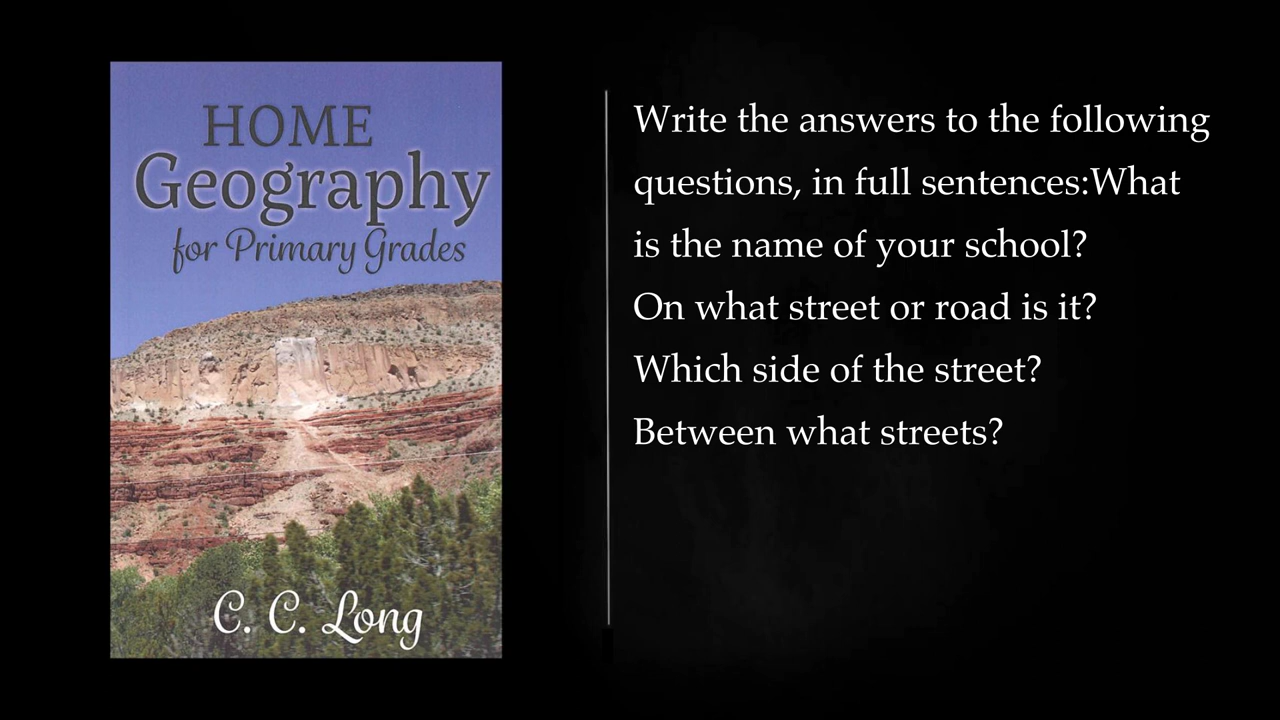 HOME
Geography
for Primary Grades
C. C. Long
Write the answers to the following
questions, in full sentences:What
is the name of your school?
On what street or road is it?
Which side of the street?
Between what streets?